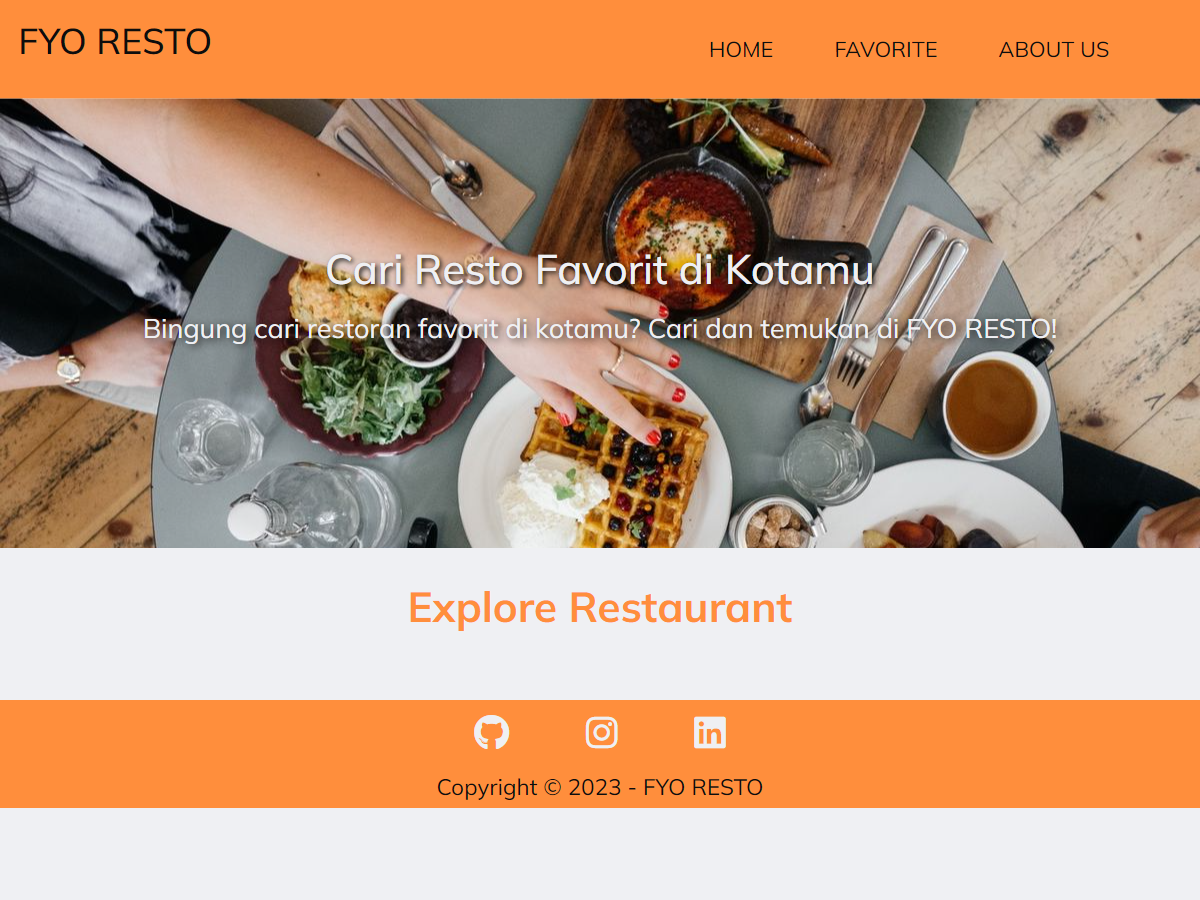 FYO RESTO
HOME FAVORITE ABOUT US
Cari Resto Favorit di Kotamu
Bingung cari restoran favorit di kotamu? Cari dan temukan di FYO RESTO!
Explore Restaurant
Copyright © 2023 - FYO RESTO